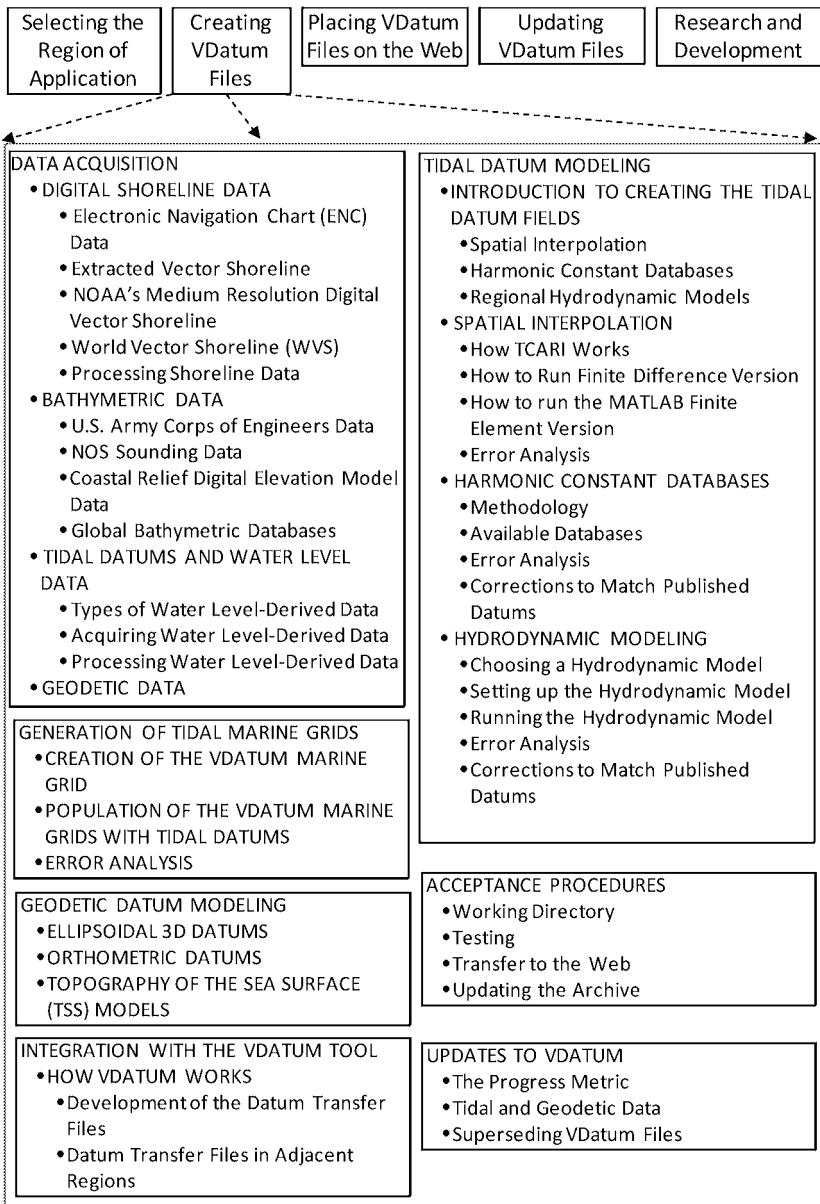 Selecting the
Region of
Application
Creating
VDatum
Files
Placing VDatum
Files on the Web
Updating
VDatum Files
Research and
Development
DATA ACQUISITION
• DIGITAL SHORELINE DATA
• Electronic Navigation Chart (ENC)
Data
• Extracted Vector Shoreline
• NOAA's Medium Resolution Digital
Vector Shoreline
• World Vector Shoreline (WVS)
• Processing Shoreline Data
• BATHYMETRIC DATA
• U.S. Army Corps of Engineers Data
• NOS Sounding Data
• Coastal Relief Digital Elevation Model
Data
• Global Bathymetric Databases
• TIDAL DATUMS AND WATER LEVEL
DATA
• Types of Water Level-Derived Data
• Acquiring Water Level-Derived Data
• Processing Water Level-Derived Data
• GEODETIC DATA
GENERATION OF TIDAL MARINE GRIDS
• CREATION OF THE VDATUM MARINE
GRID
• POPULATION OF THE VDATUM MARINE
GRIDS WITH TIDAL DATUMS
• ERROR ANALYSIS
GEODETIC DATUM MODELING
• ELLIPSOIDAL 3D DATUMS
• ORTHOMETRIC DATUMS
• TOPOGRAPHY OF THE SEA SURFACE
(TSS) MODELS
INTEGRATION WITH THE VDATUM TOOL
• HOW VDATUM WORKS
• Development of the Datum Transfer
Files
• Datum Transfer Files in Adjacent
Regions
TIDAL DATUM MODELING
• INTRODUCTION TO CREATING THE TIDAL
DATUM FIELDS
• Spatial Interpolation
• Harmonic Constant Databases
• Regional Hydrodynamic Models
• SPATIAL INTERPOLATION
• How TCARI Works
• How to Run Finite Difference Version
• How to run the MATLAB Finite
Element Version
• Error Analysis
• HARMONIC CONSTANT DATABASES
• Methodology
• Available Databases
• Error Analysis
• Corrections to Match Published
Datums
• HYDRODYNAMIC MODELING
• Choosing a Hydrodynamic Model
• Setting up the Hydrodynamic Model
• Running the Hydrodynamic Model
• Error Analysis
• Corrections to Match Published
Datums
ACCEPTANCE PROCEDURES
• Working Directory
• Testing
• Transfer to the Web
• Updating the Archive
UPDATES TO VDATUM
• The Progress Metric
• Tidal and Geodetic Data
• Superseding VDatum Files